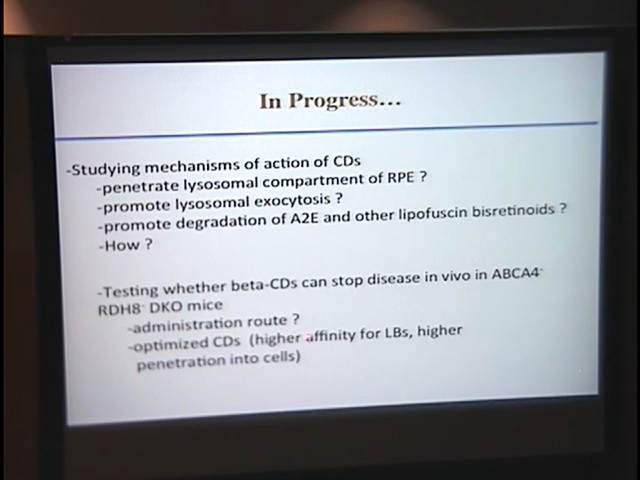 In Progress...
-Studying mechanisms of action of CDs
-penetrate lysosomal compartment of RPE ?
-promote lysosomal exocytosis ?
-promote degradation of A2E and other lipofuscin bisretinoids ?
-How ?
-Testing whether beta-CDs can stop disease in vivo in ABCA4-
RDH8- DKO mice
-administration route ?
-optimized CDs (higher affinity for LBs, higher
penetration into cells)